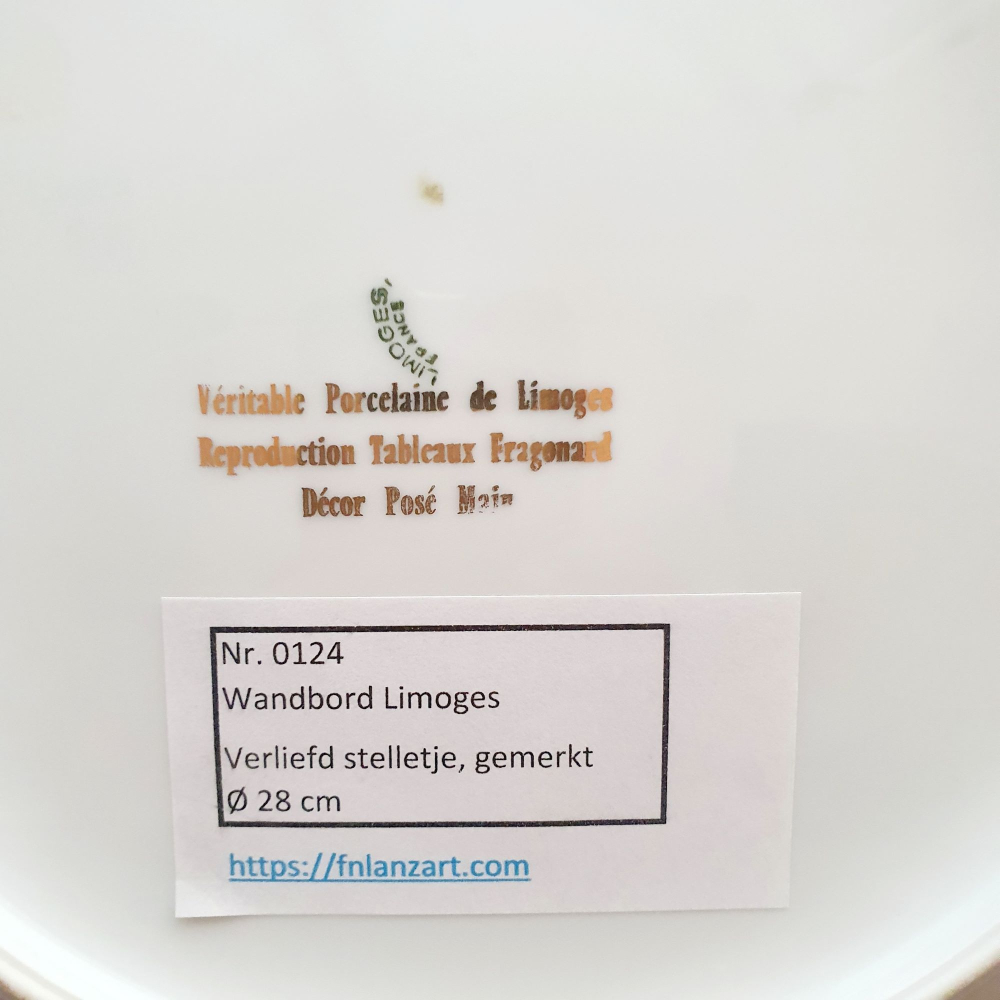 LIMOGES,
FRANCE
Véritable Porcelaine de Limoges
Reproduction Tableaux Fragonard
Décor Posé Main
Nr. 0124
Wandbord Limoges
Verliefd stelletje, gemerkt
Ø 28 cm
https://fnlanzart.com